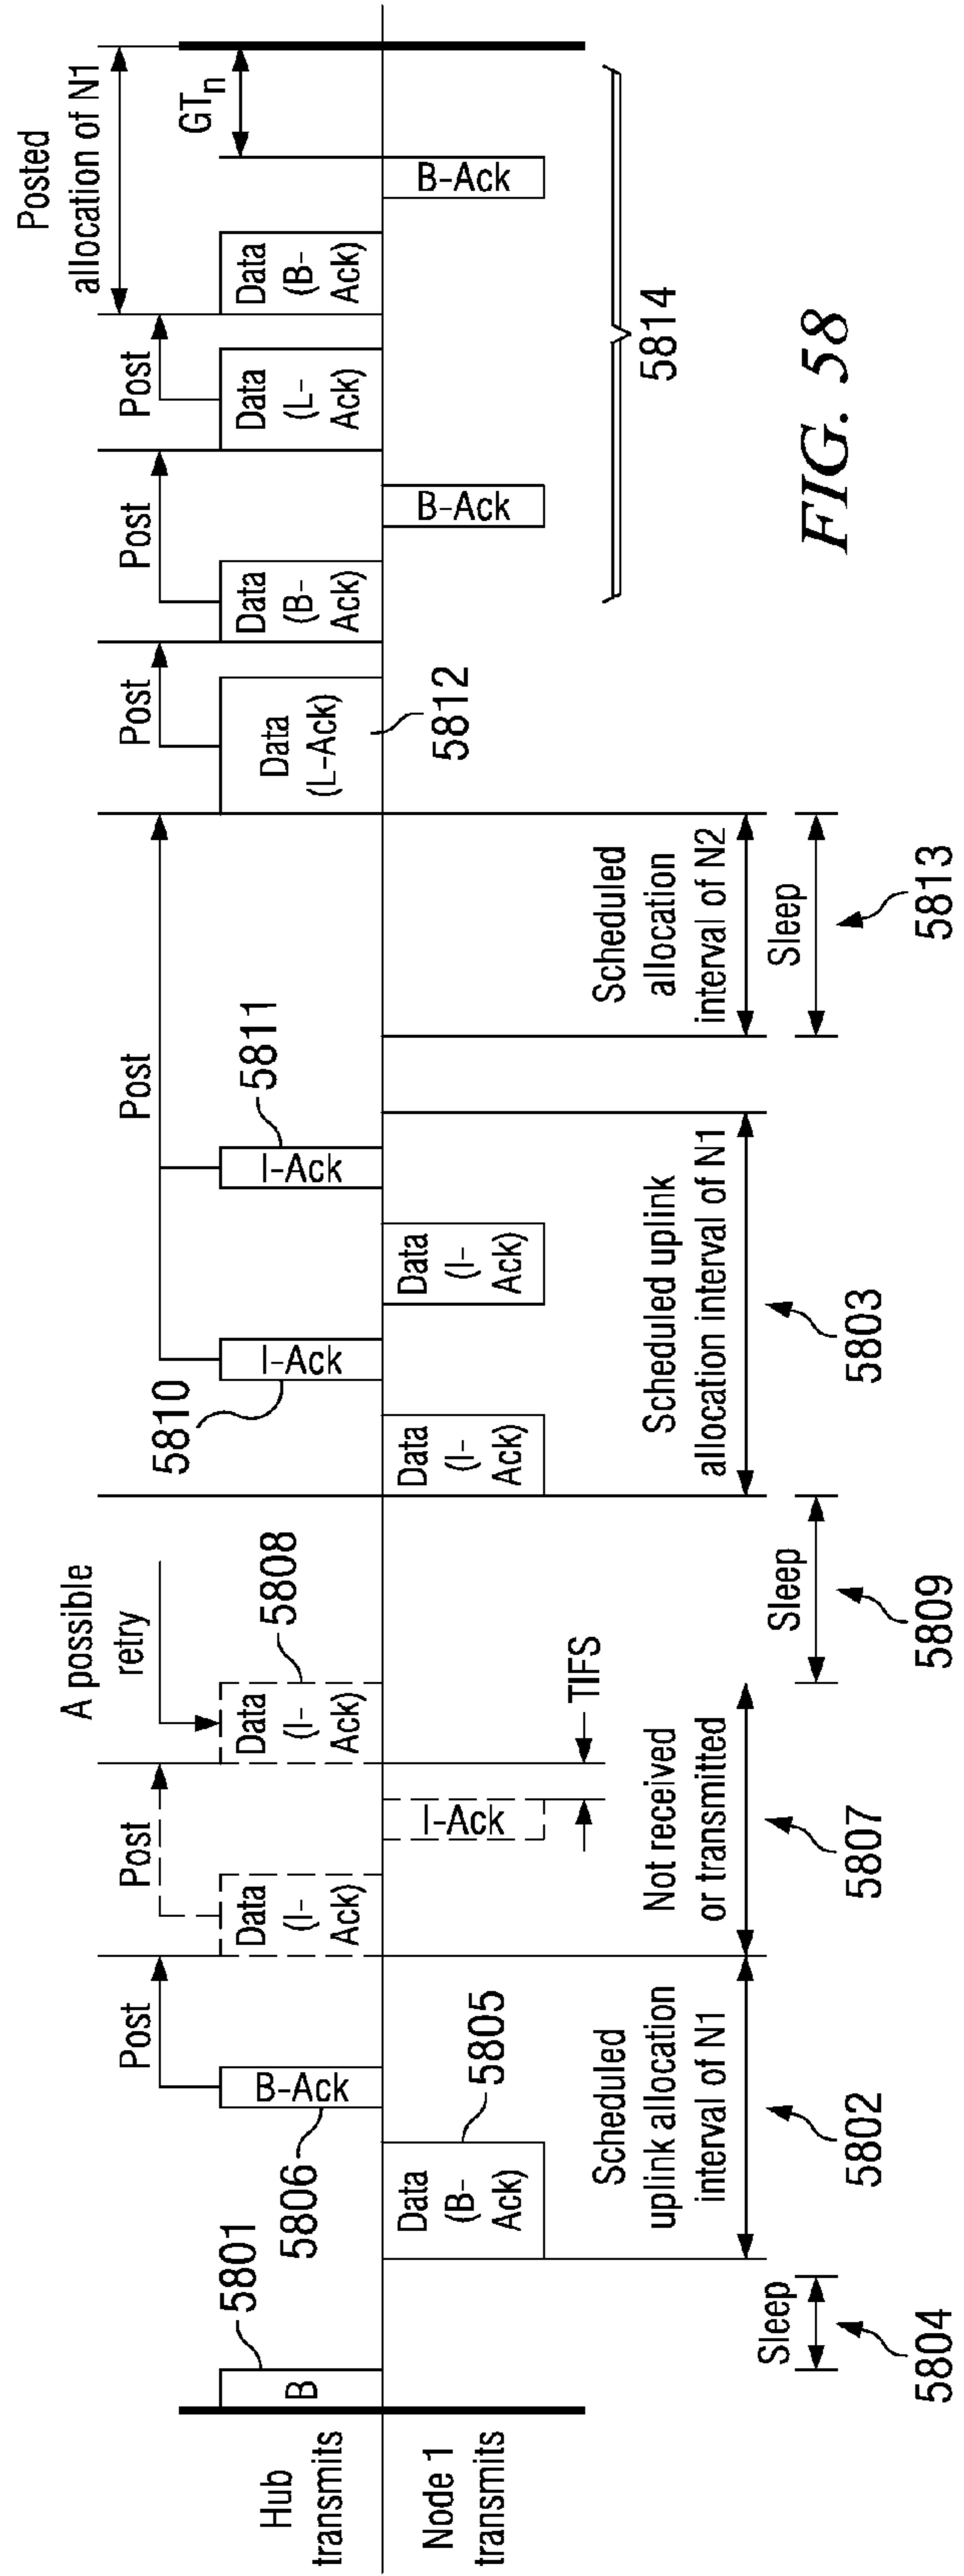 Hub
transmits
Node 1
transmits
B
5801
Sleep
5804
Data
(B-
Ack)
5805
B-Ack
5806
Post
Scheduled
uplink allocation
interval of N1
5802
Data
(I-
Ack)
Post
I-Ack
TIFS
Not received
or transmitted
5807
A possible
retry
Data
(I-
Ack)
5808
Sleep
5809
Data
(I-
Ack)
I-Ack
5810
Data
(I-
Ack)
I-Ack
5811
Post
Scheduled uplink
allocation interval of N1
5803
Scheduled
allocation
interval of N2
Sleep
5813
Data
(L-Ack)
5812
Post
Data
(B-
Ack)
Post
B-Ack
Data
(L-
Ack)
Post
Data
(B-
Ack)
B-Ack
GTn
Posted
allocation of N1
5814
FIG. 58